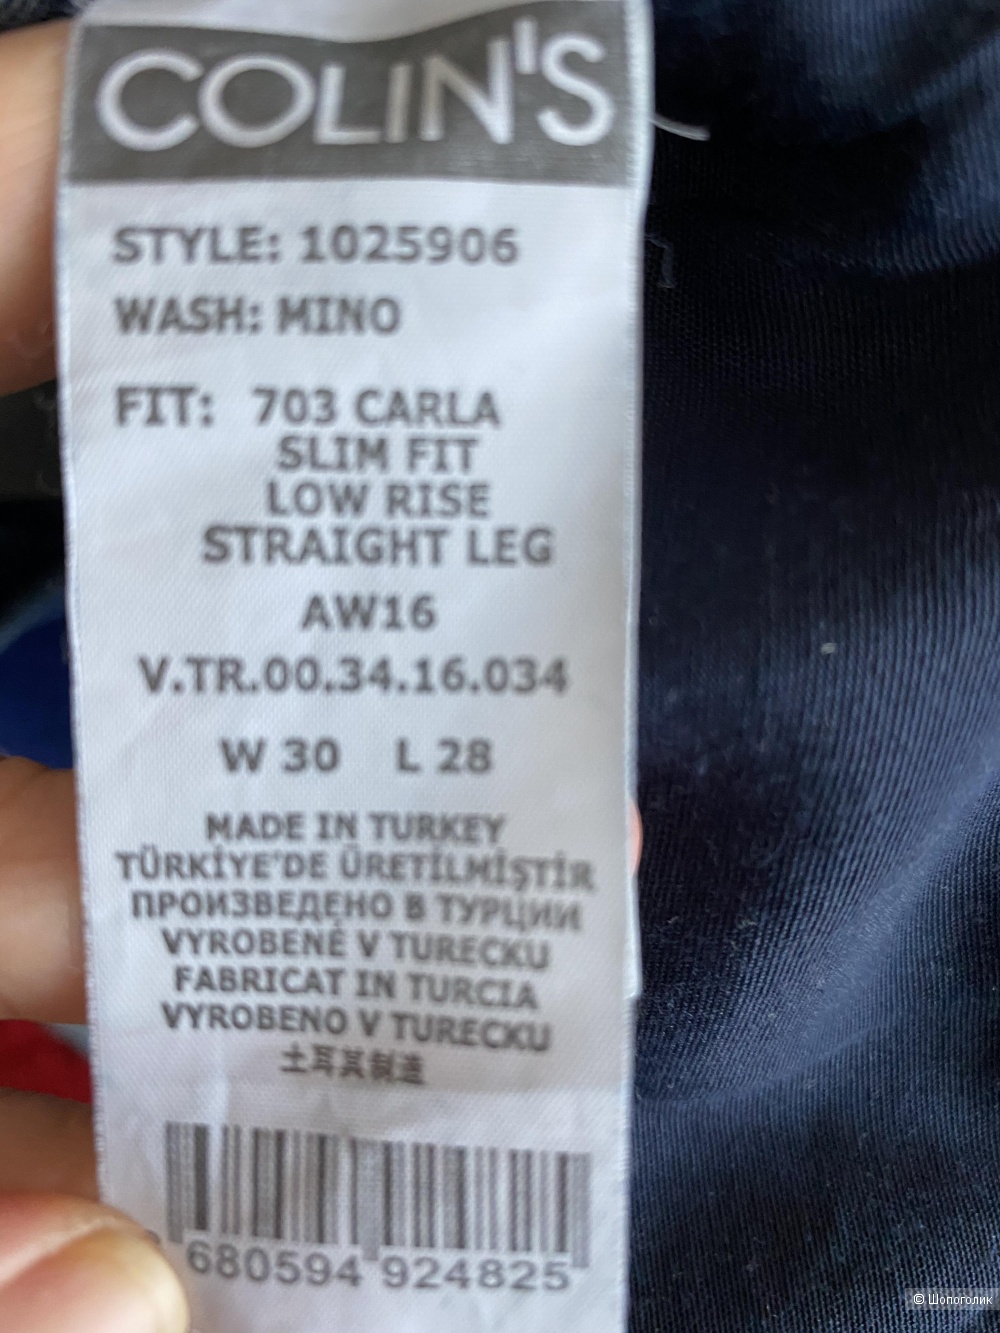 COLIN'S
STYLE: 1025906
WASH: MINO
FIT: 703 CARLA
SLIM FIT
LOW RISE
STRAIGHT LEG
AW16
V.TR.00.34.16.034
W 30 L 28
MADE IN TURKEY
TÜRKİYE'DE ÜRETİLMİŞTİR
ПРОИЗВЕДЕНО В ТУРЦИИ
VYROBENÉ V TURECKU
FABRICAT IN TURCIA
VYROBENO V TURECKU
土耳其制造
680594 924825
© Шопоголик